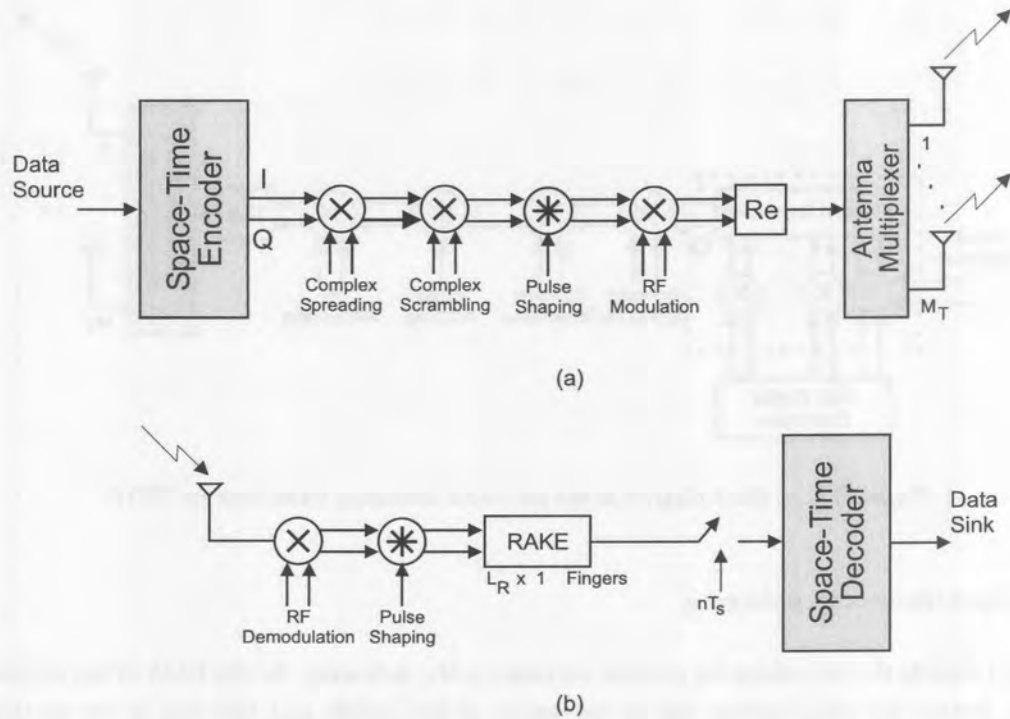 Data
Source
Space-Time
Encoder
I
Q
Complex
Spreading
Complex
Scrambling
Pulse
Shaping
RF
Modulation
Re
Antenna
Multiplexer
1
M_T
(a)
RF
Demodulation
Pulse
Shaping
RAKE
L_R x 1 Fingers
nT_s
Space-Time
Decoder
Data
Sink
(b)